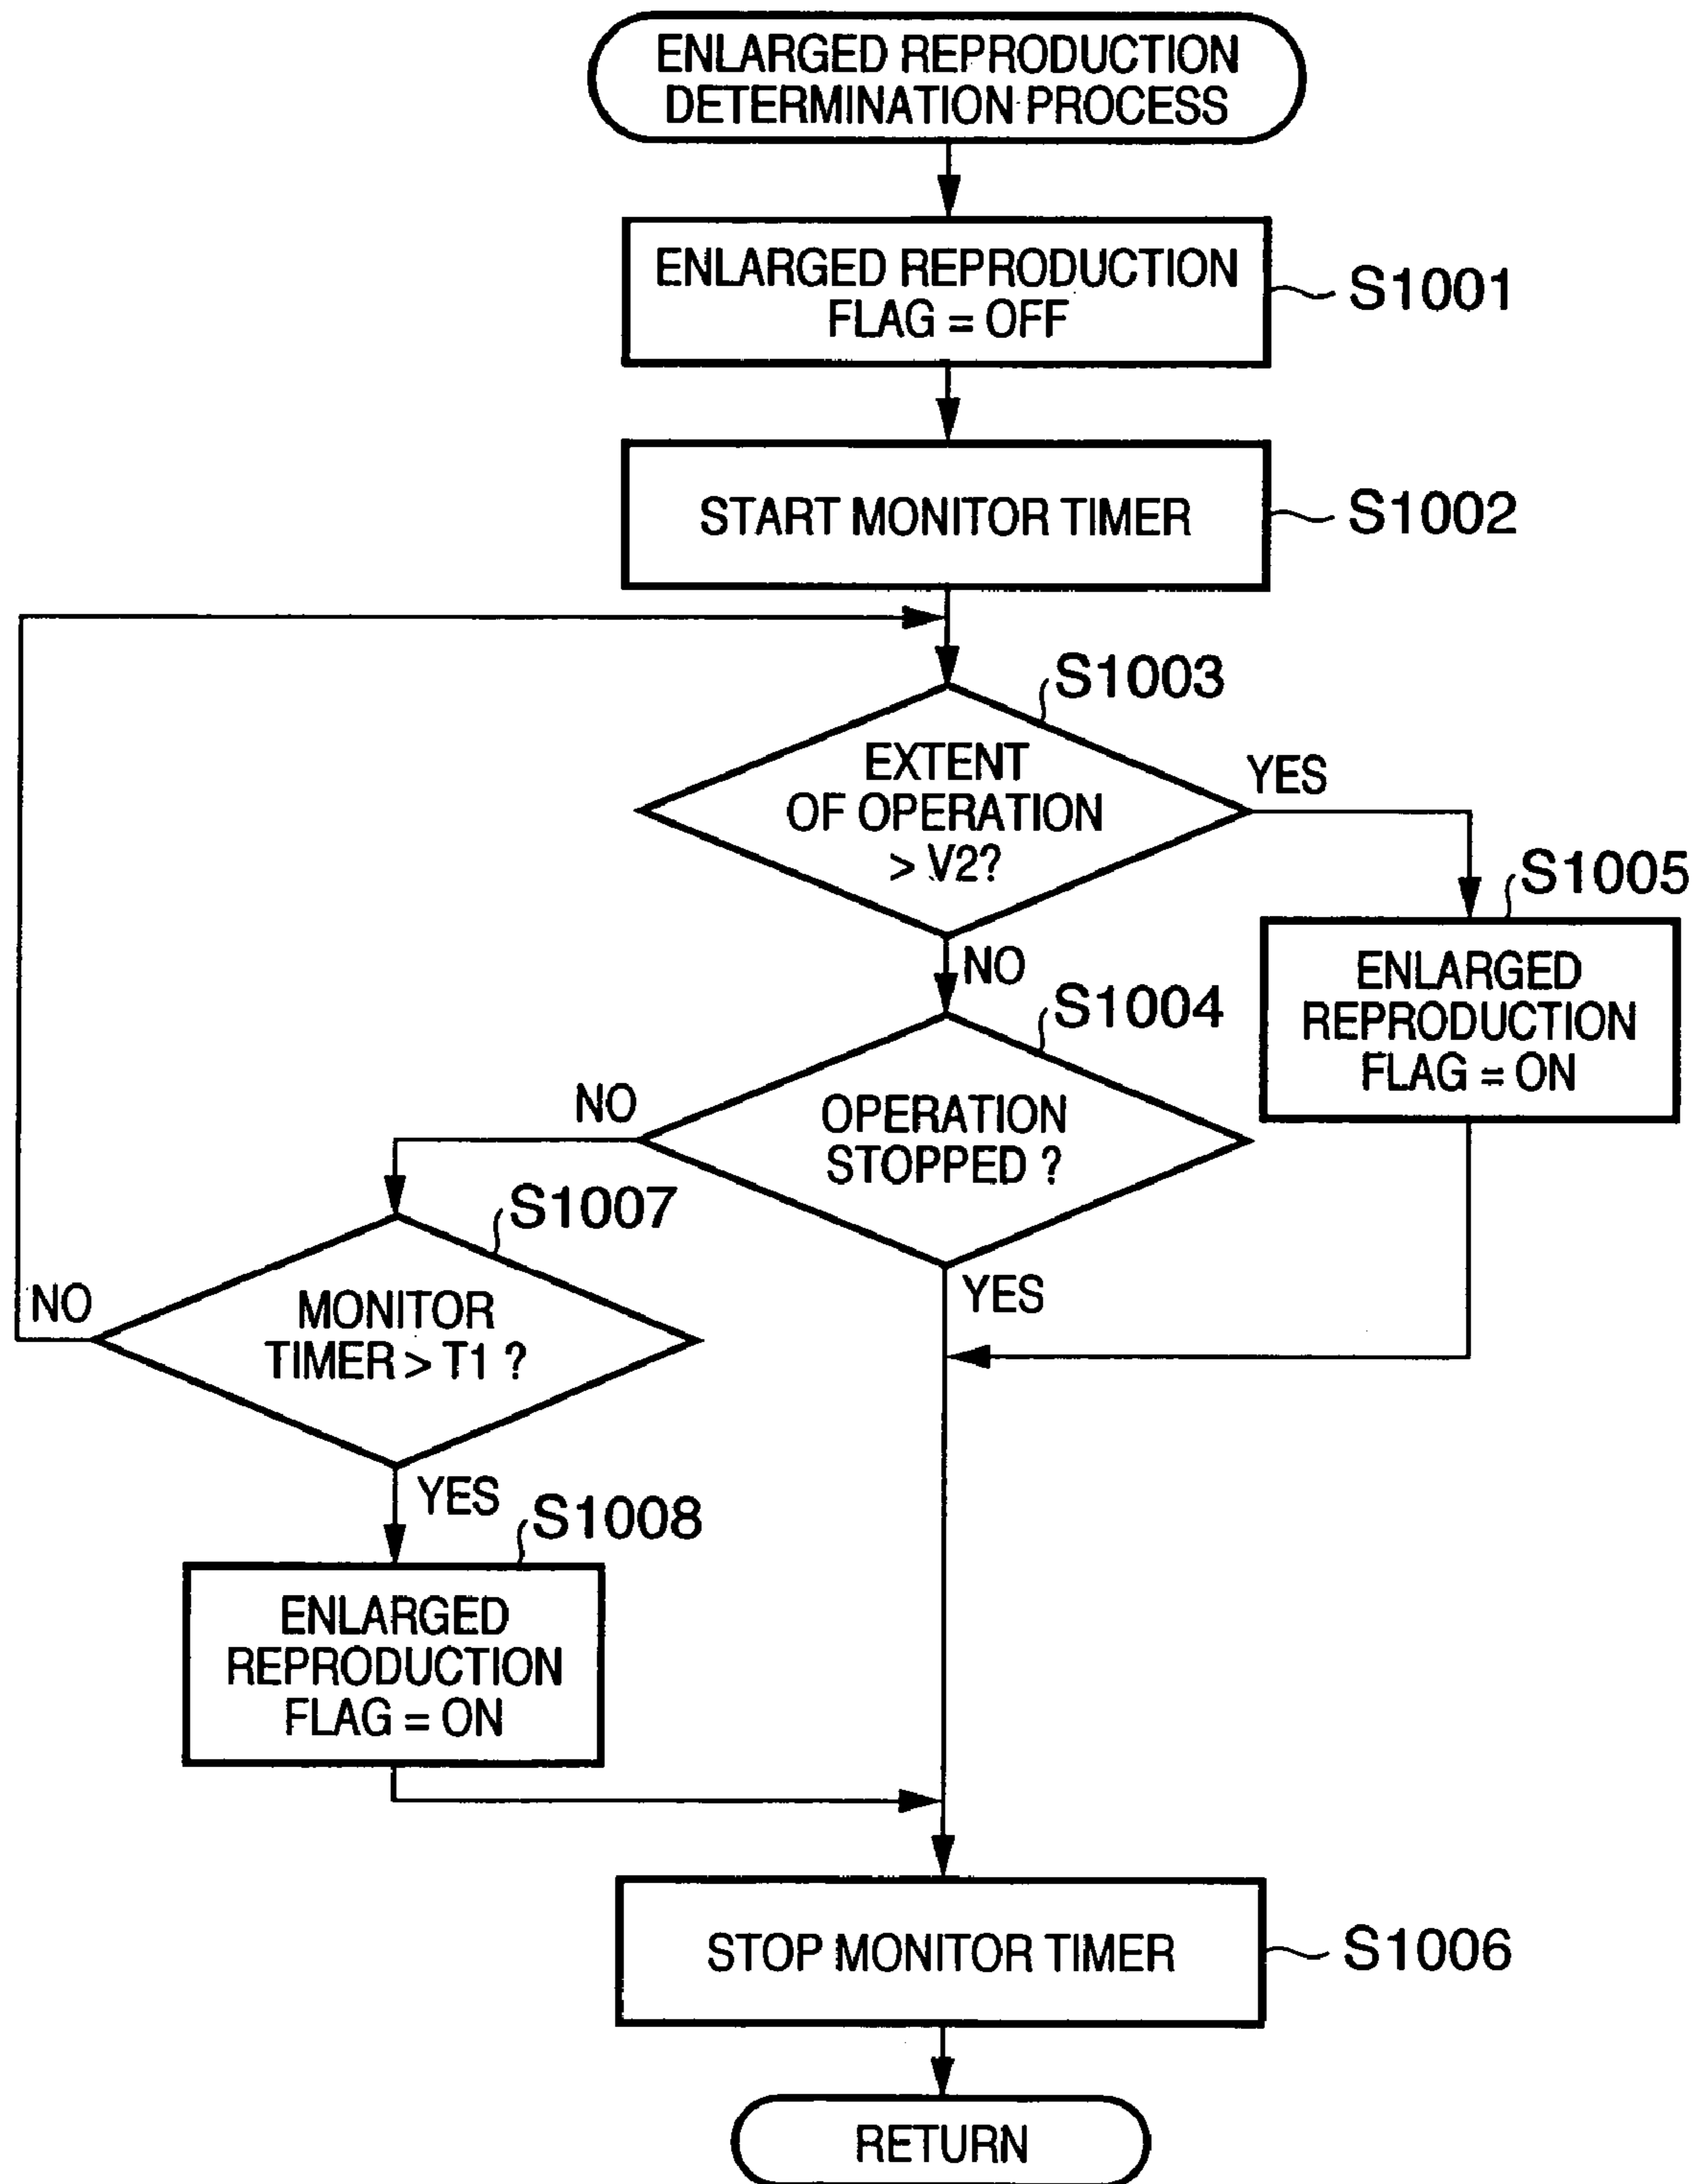 ENLARGED REPRODUCTION
DETERMINATION PROCESS
ENLARGED REPRODUCTION
FLAG = OFF
S1001
START MONITOR TIMER
S1002
S1003
EXTENT
OF OPERATION
> V2?
YES
NO
S1005
ENLARGED
REPRODUCTION
FLAG = ON
S1004
OPERATION
STOPPED ?
NO
YES
S1007
MONITOR
TIMER > T1 ?
NO
YES
S1008
ENLARGED
REPRODUCTION
FLAG = ON
STOP MONITOR TIMER
S1006
RETURN